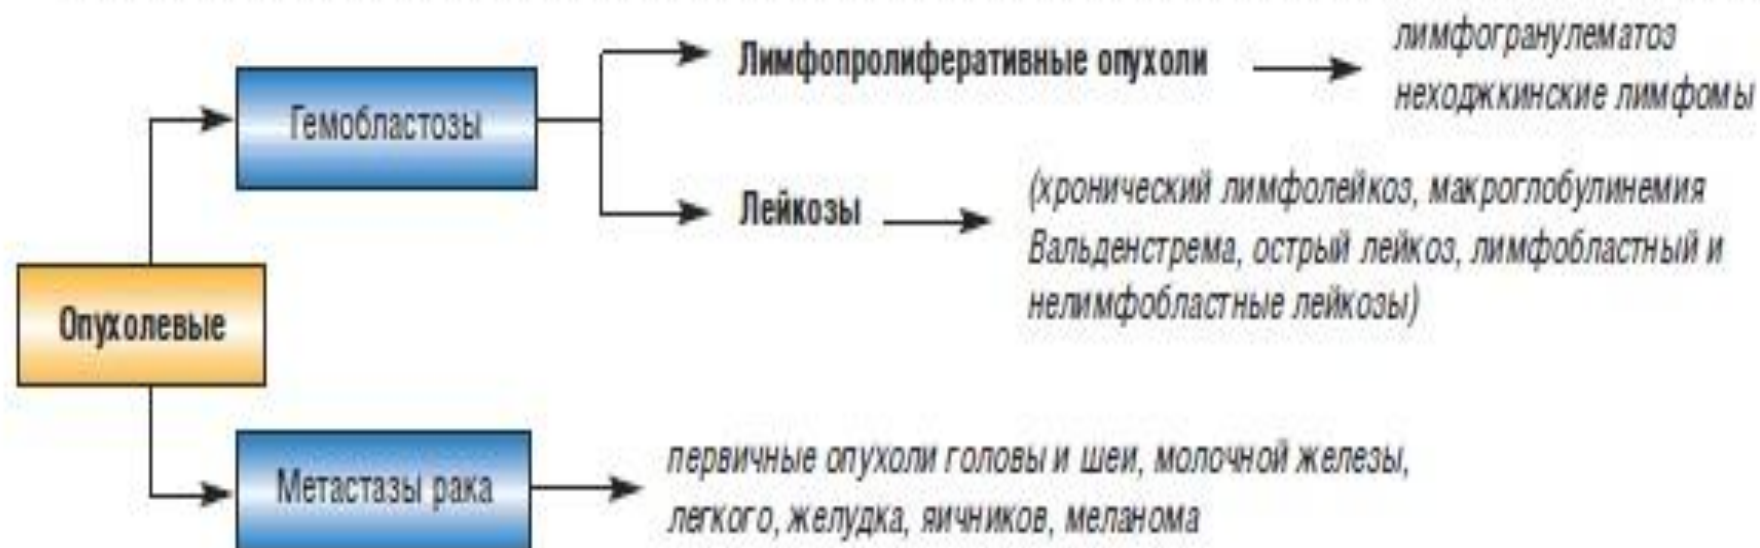 лимфогранулематоз
Лимфопролиферативные опухоли
неходжкинские лимфомы
Гемобластозы
(хронический лимфолейкоз, макроглобулинемия
Лейкозы
Вальденстрема, острый лейкоз, лимфобластный и
нелимфобластные лейкозы)
Опухолевые
первичные опухоли головы и шеи, молочной железы,
Метастазы рака
легкого, желудка, яичников, меланома